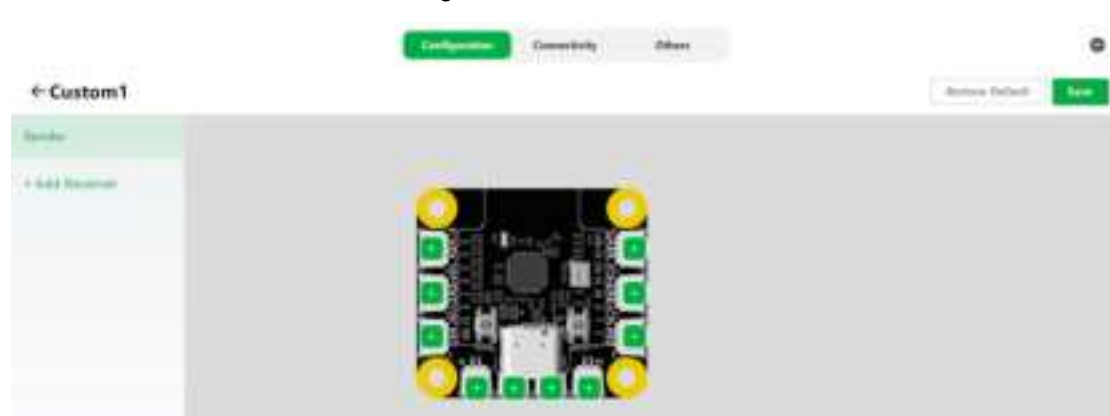 Configuration Connectivity Others
← Custom1
Restore Default Save
Sender
+ Add Receiver